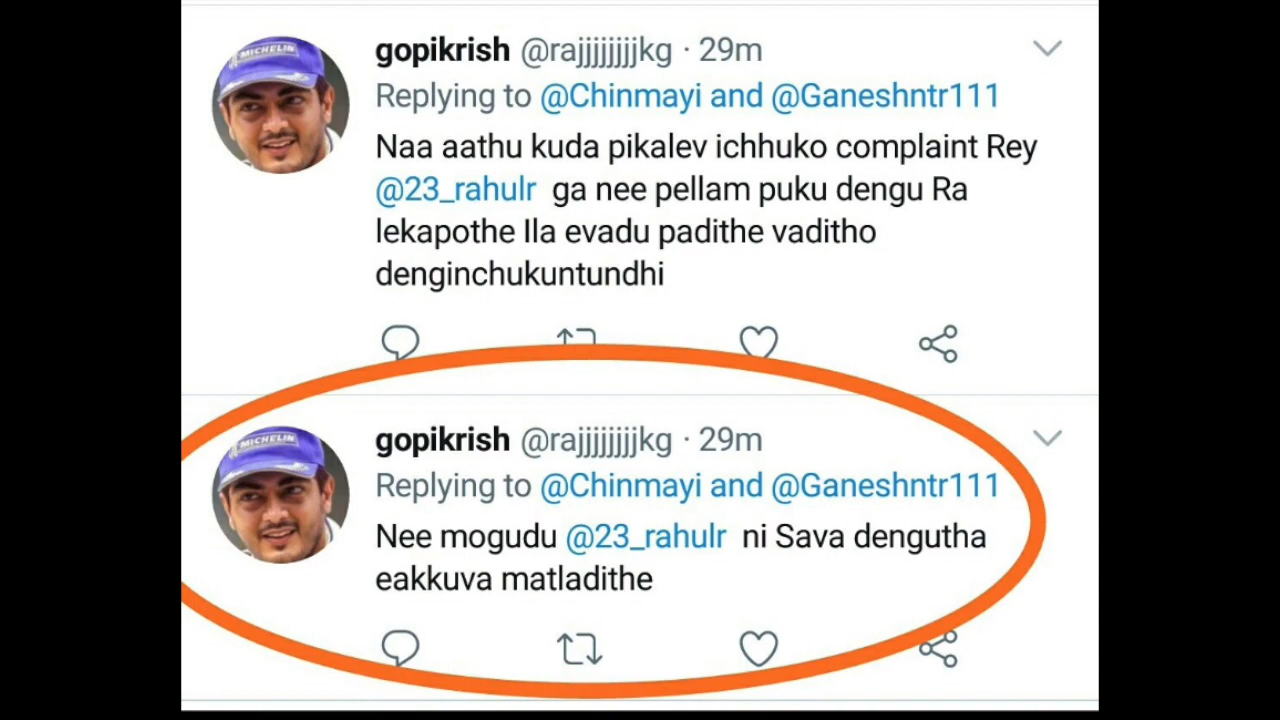 gopikrish @rajjjjjjjjkg · 29m
Replying to @Chinmayi and @Ganeshntr111
Naa aathu kuda pikalev ichhuko complaint Rey
@23_rahulr ga nee pellam puku dengu Ra
lekapothe Ila evadu padithe vaditho
denginchukuntundhi
gopikrish @rajjjjjjjjkg · 29m
Replying to @Chinmayi and @Ganeshntr111
Nee mogudu @23_rahulr ni Sava dengutha
eakkuva matladithe
MICHELIN
MICHELIN